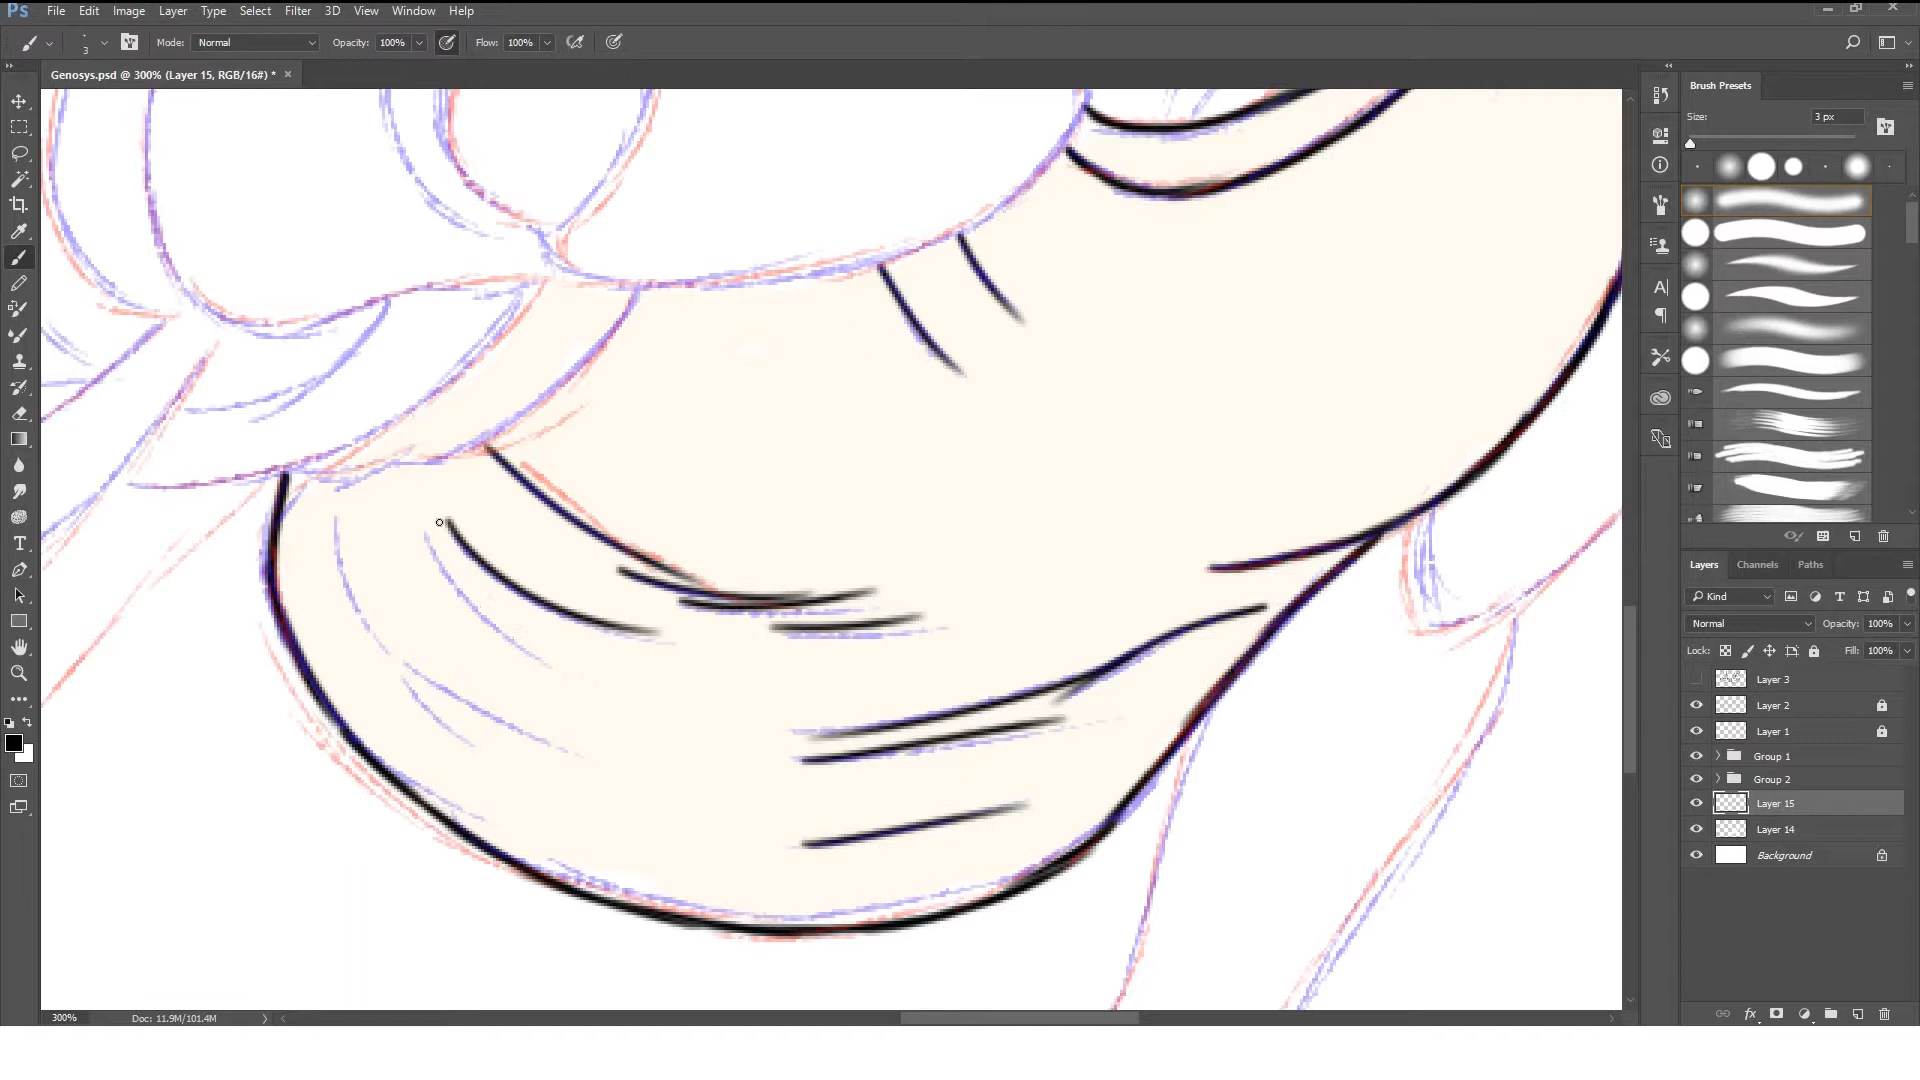 Ps File Edit Image Layer Type Select Filter 3D View Window Help
3 Mode: Normal Opacity: 100% Flow: 100%
Genosys.psd @ 300% (Layer 15, RGB/16#) * ×
Brush Presets
Size: 3 px
Layers Channels Paths
Kind
Normal Opacity: 100%
Lock: Fill: 100%
Layer 3
Layer 2
Layer 1
Group 1
Group 2
Layer 15
Layer 14
Background
300% Doc: 11.9M/101.4M